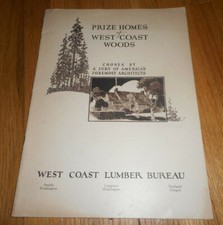 PRIZE HOMES
of
WEST COAST
WOODS
CHOSEN BY
A JURY OF AMERICA'S
FOREMOST ARCHITECTS
WEST COAST LUMBER BUREAU
Seattle Longview Portland
Washington Washington Oregon